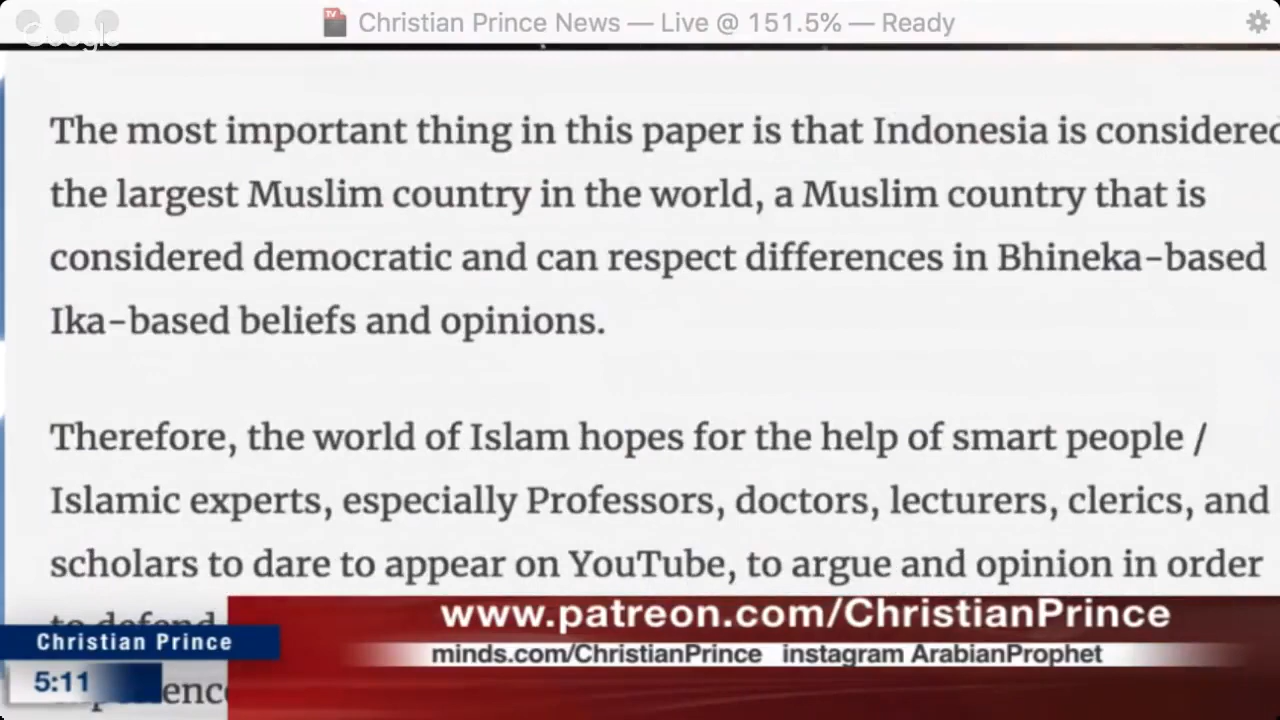 Christian Prince News — Live @ 151.5% — Ready
Google
The most important thing in this paper is that Indonesia is considered
the largest Muslim country in the world, a Muslim country that is
considered democratic and can respect differences in Bhineka-based
Ika-based beliefs and opinions.
Therefore, the world of Islam hopes for the help of smart people /
Islamic experts, especially Professors, doctors, lecturers, clerics, and
scholars to dare to appear on YouTube, to argue and opinion in order
to defend
www.patreon.com/ChristianPrince
Christian Prince
minds.com/ChristianPrince instagram ArabianProphet
5:11